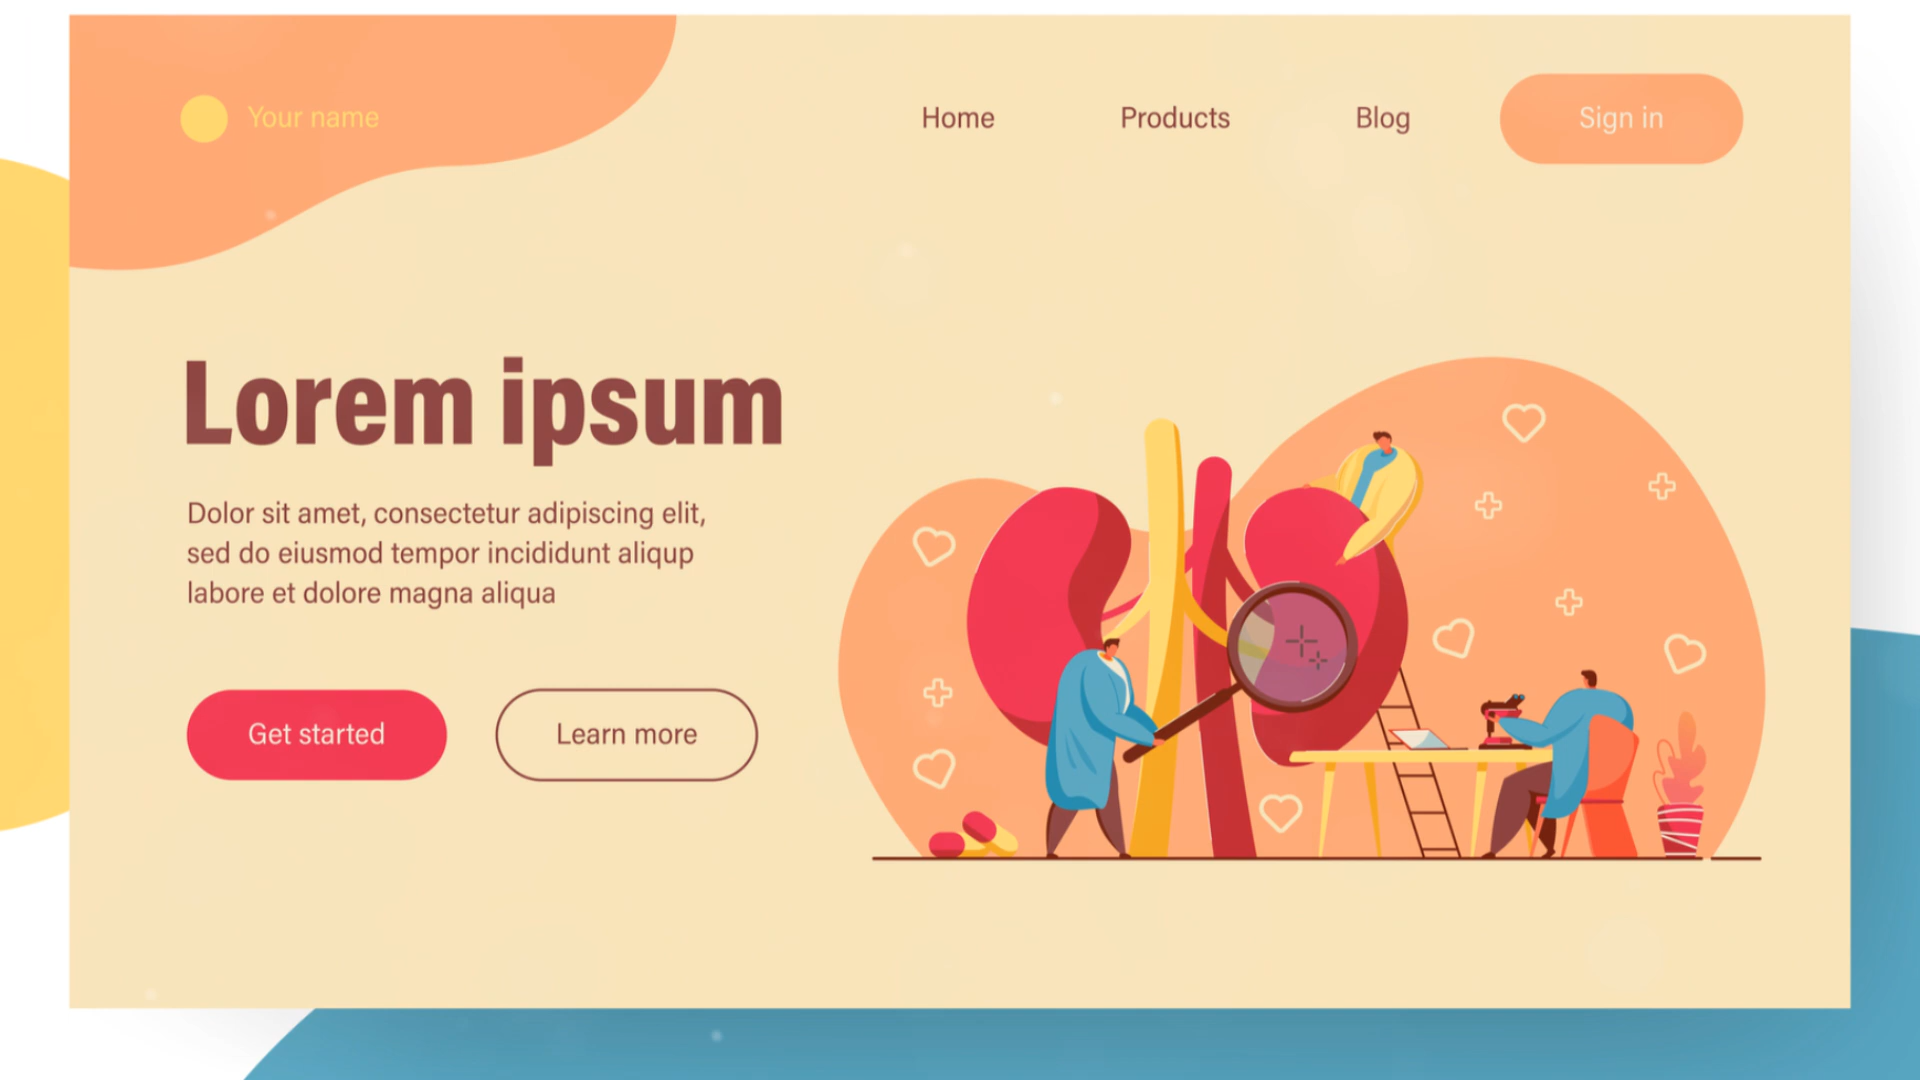 Your name
Home
Products
Blog
Sign in
Lorem ipsum
Dolor sit amet, consectetur adipiscing elit,
sed do eiusmod tempor incididunt aliqup
labore et dolore magna aliqua
Get started
Learn more